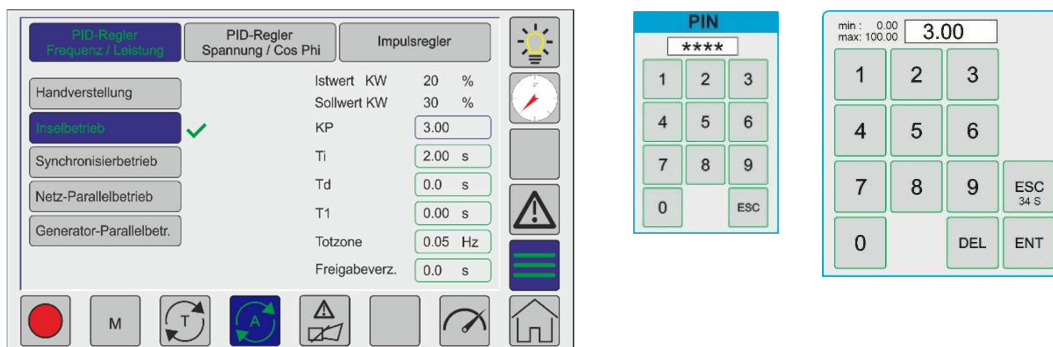 PID-Regler
Frequenz / Leistung
PID-Regler
Spannung / Cos Phi
Impulsregler
Handverstellung
Inselbetrieb
Synchronisierbetrieb
Netz-Parallelbetrieb
Generator-Parallelbetr.
Istwert KW 20 %
Sollwert KW 30 %
KP 3.00
Ti 2.00 s
Td 0.0 s
T1 0.00 s
Totzone 0.05 Hz
Freigabeverz. 0.0 s
M
T
A
PIN
****
1 2 3
4 5 6
7 8 9
0 ESC
min : 0.00
max: 100.00
3.00
1 2 3
4 5 6
7 8 9 ESC
34 S
0 DEL ENT